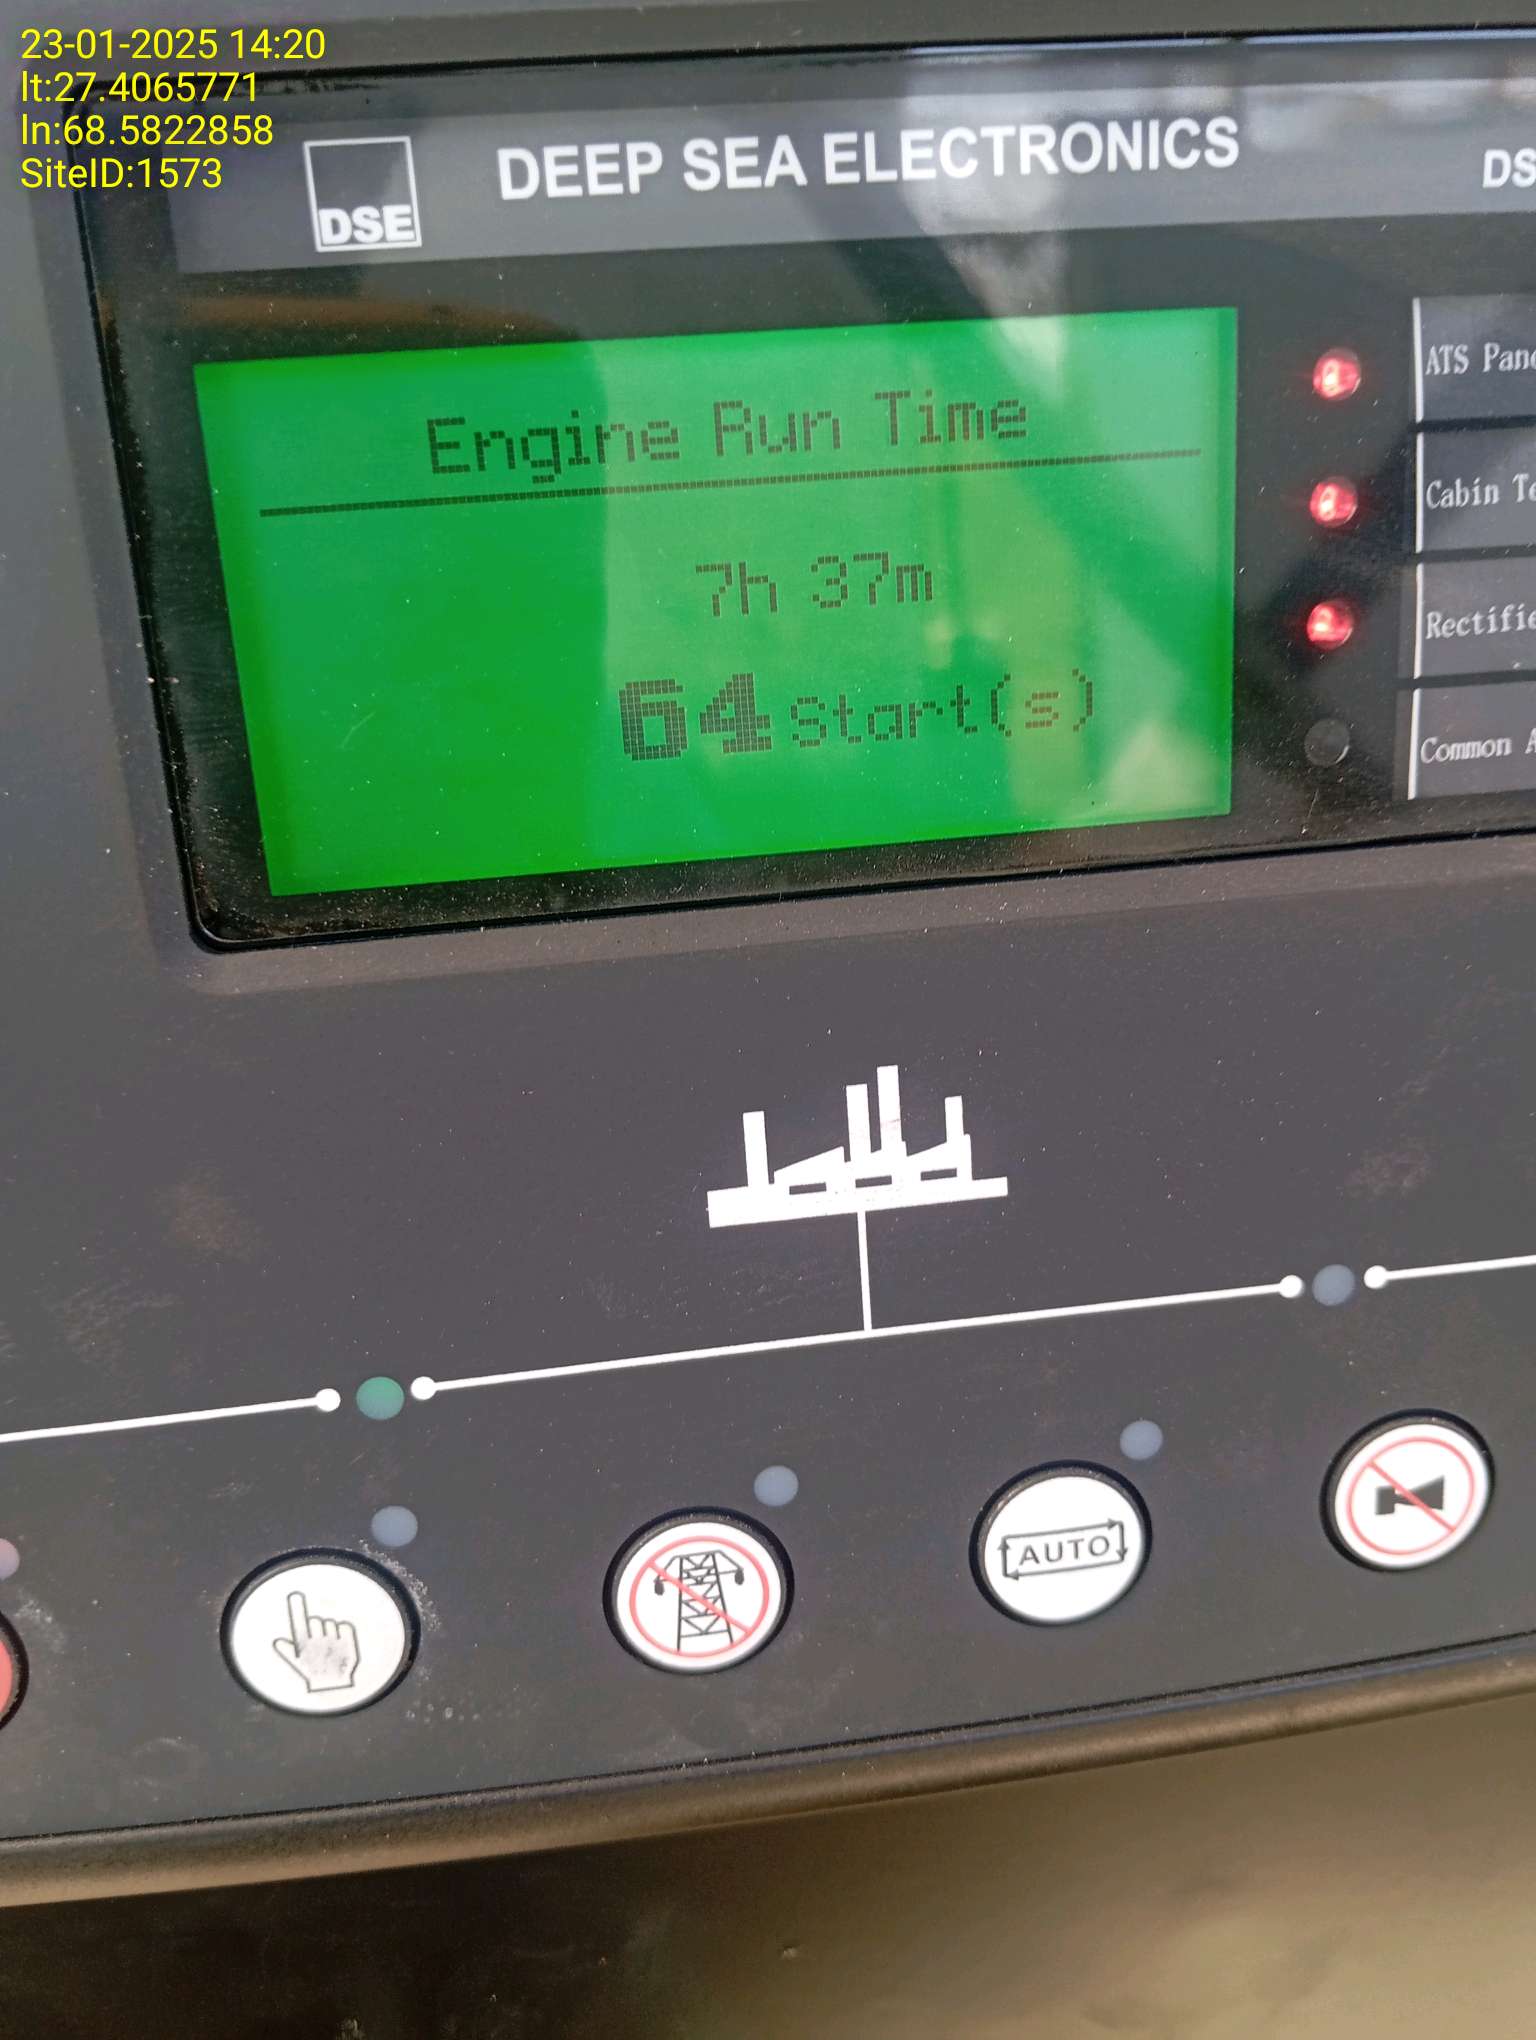 23-01-2025 14:20
lt:27.4065771
ln:68.5822858
SiteID:1573
DSE
DEEP SEA ELECTRONICS
Engine Run Time
7h 37m
64 Start(s)
ATS
Cabin
Common
AUTO